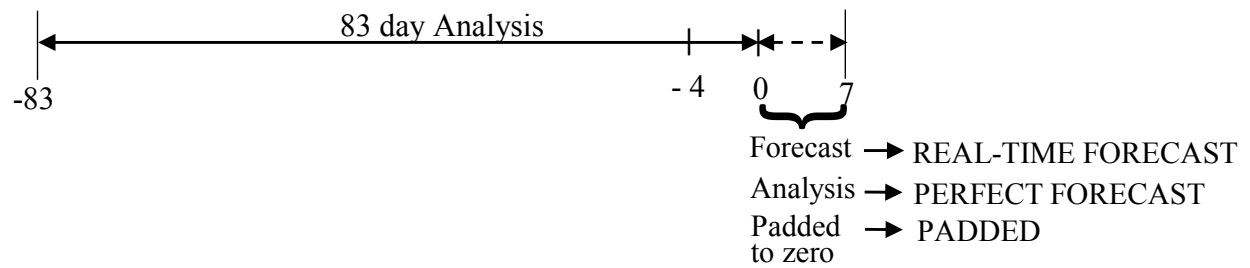 83 day Analysis
-83 - 4 0 7
Forecast REAL-TIME FORECAST
Analysis PERFECT FORECAST
Padded PADDED
to zero